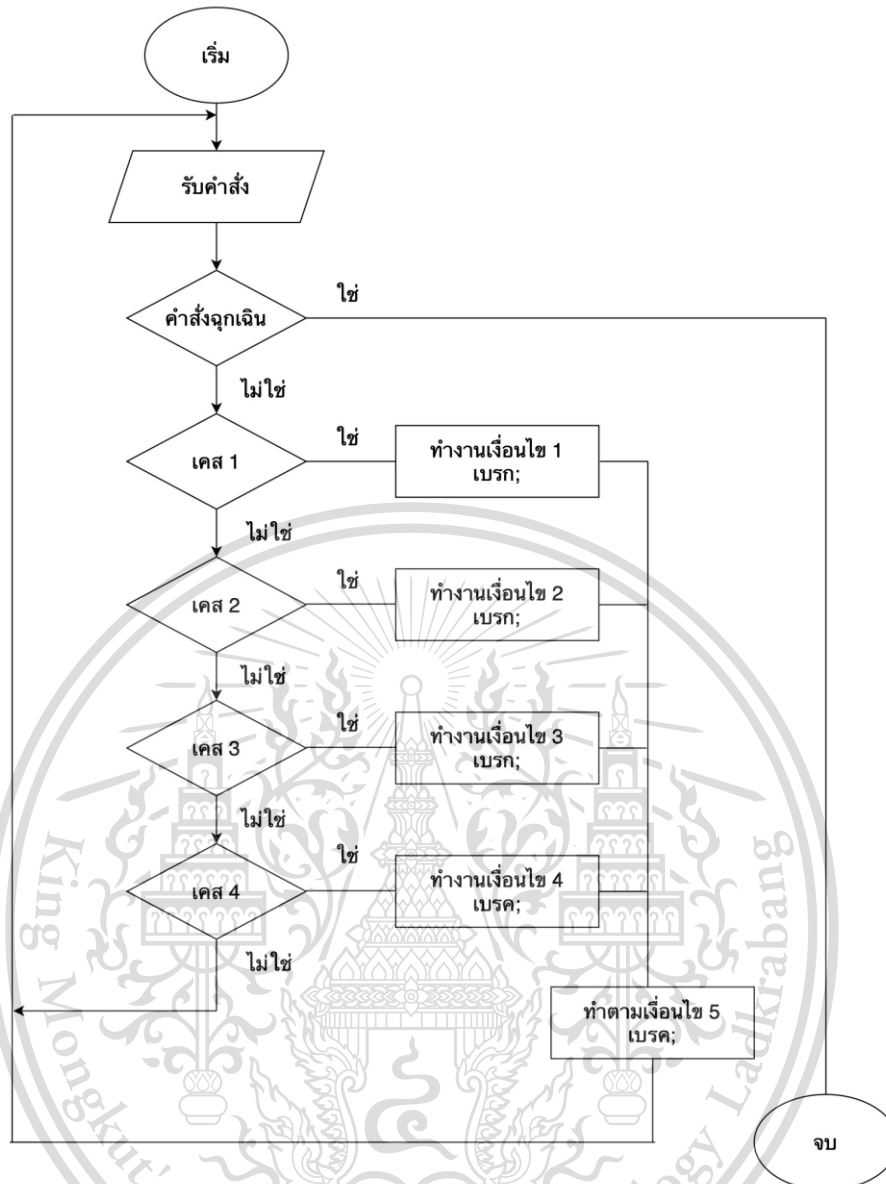 เริ่ม
รับคำสั่ง
คำสั่งฉุกเฉิน
ใช่
ไม่ใช่
เคส 1
ใช่
ทำงานเงื่อนไข 1
เบรก;
ไม่ใช่
เคส 2
ใช่
ทำงานเงื่อนไข 2
เบรก;
ไม่ใช่
เคส 3
ใช่
ทำงานเงื่อนไข 3
เบรก;
ไม่ใช่
เคส 4
ใช่
ทำงานเงื่อนไข 4
เบรค;
ไม่ใช่
ทำตามเงื่อนไข 5
เบรค;
จบ
King Mongkut's
ogy Ladkrabang